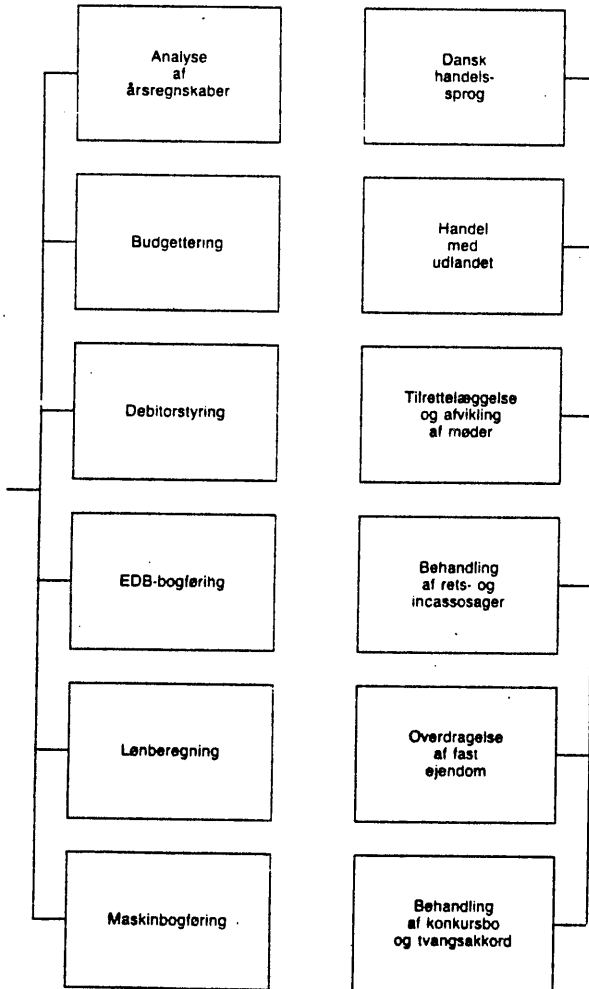 Analyse
af
årsregnskaber
Budgettering
Debitorstyring
EDB-bogførihg
Lønberegning
Maskinbogføring
Dansk
handels-
sprog
Handel
med
udlandet
Tilrettelæggelse
og afvikling
af møder
Behandling
af rets- og
incassosager
Overdragelse
af fast
ejendom
Behandling
af konkursbo
og tvangsakkord